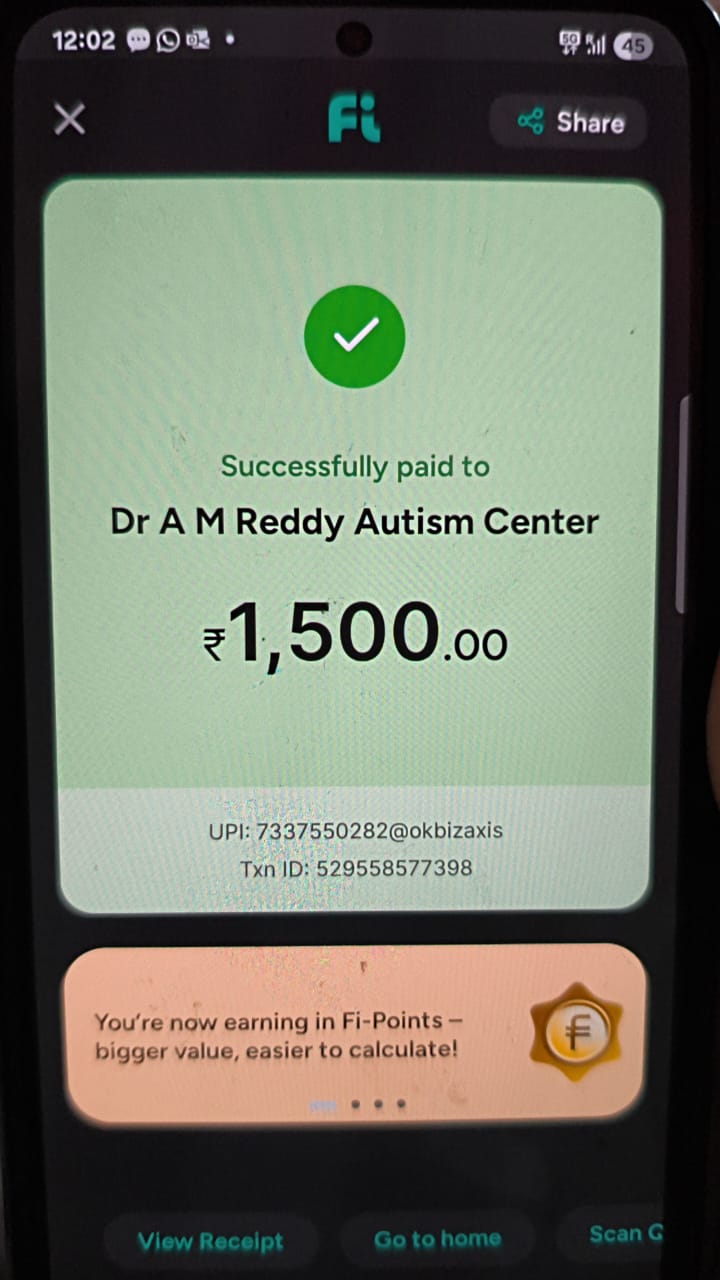 12:02
5G
45
Fi
Share
Successfully paid to
Dr A M Reddy Autism Center
₹1,500.00
UPI: 7337550282@okbizaxis
Txn ID: 529558577398
You're now earning in Fi-Points –
bigger value, easier to calculate!
View Receipt
Go to home
Scan Q